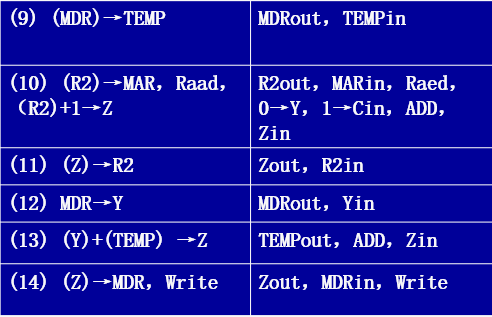 (9) (MDR)→TEMP
MDRout, TEMPin
(10) (R2)→MAR, Raad,
(R2)+1→Z
R2out, MARin, Raed,
0→Y, 1→Cin, ADD,
Zin
(11) (Z)→R2
Zout, R2in
(12) MDR→Y
MDRout, Yin
(13) (Y)+(TEMP) →Z
TEMPout, ADD, Zin
(14) (Z)→MDR, Write
Zout, MDRin, Write